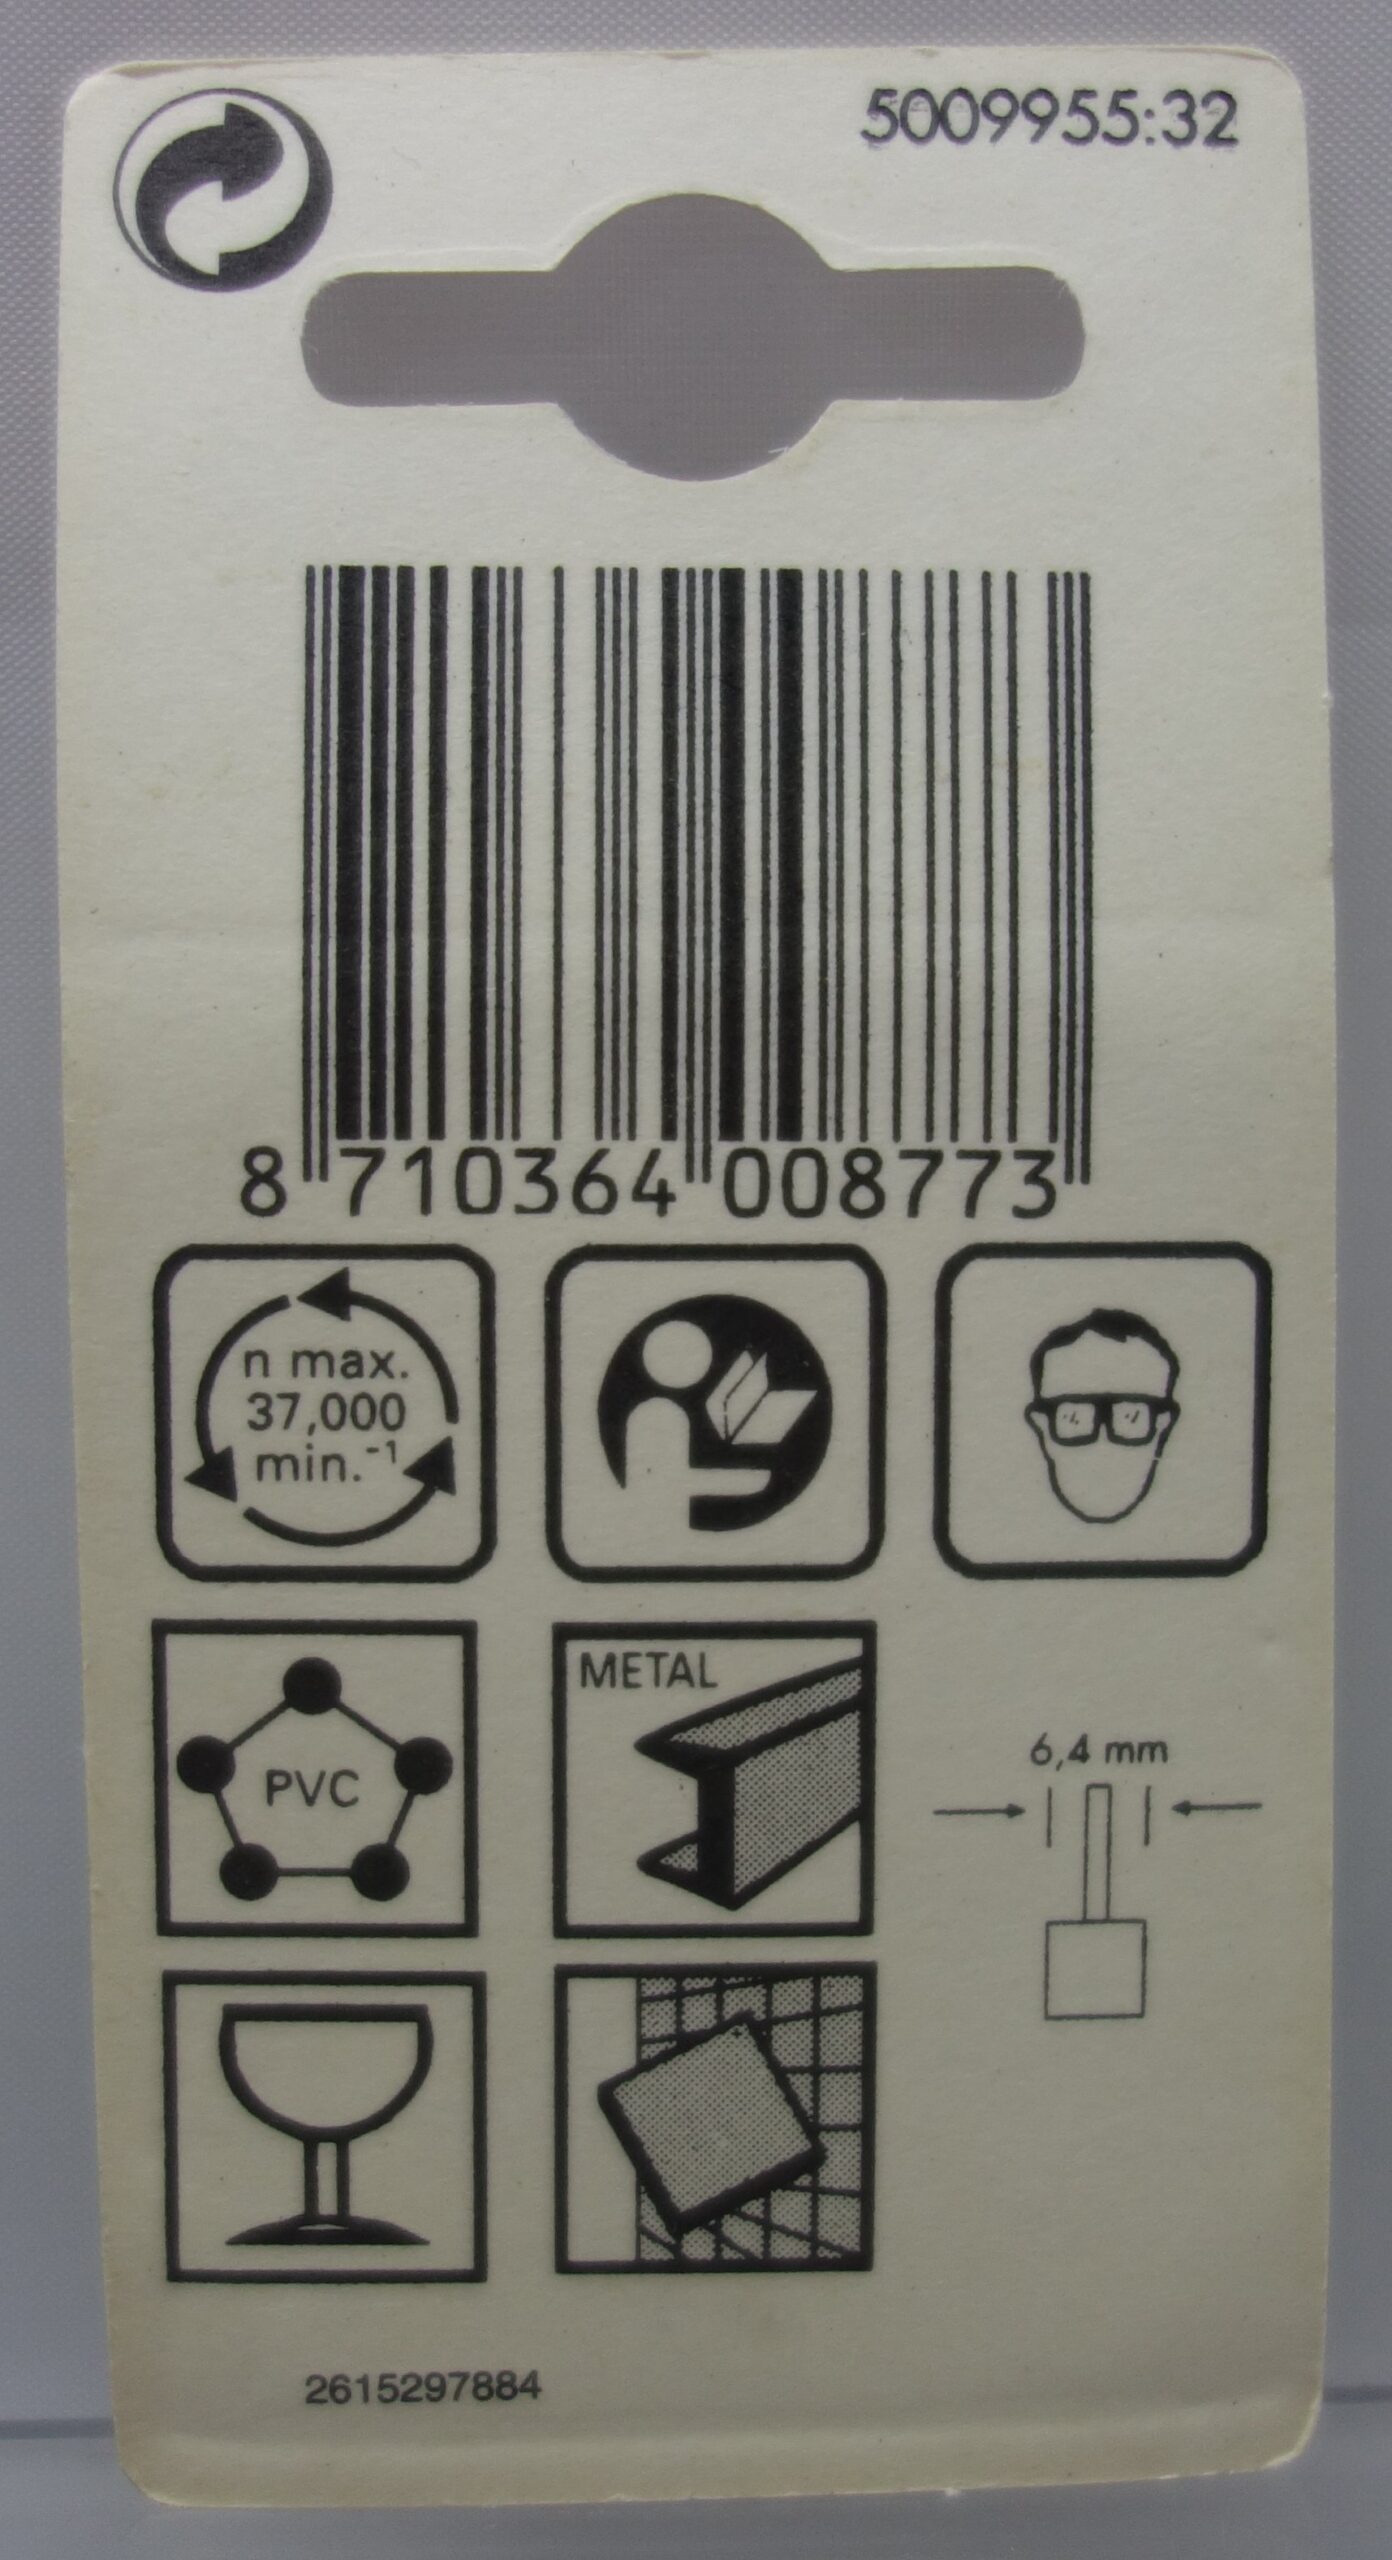 5009955:32
8 710364 008773
n max.
37,000
min.⁻¹
PVC
METAL
6,4 mm
2615297884